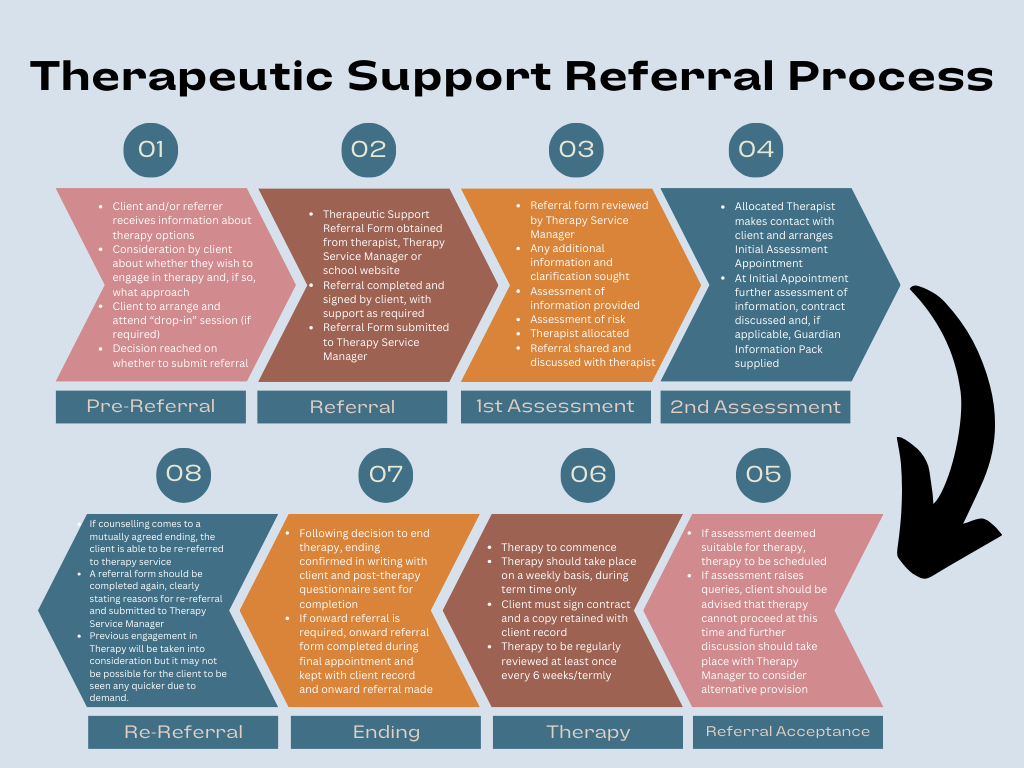 Therapeutic Support Referral Process
01
02
03
04
• Client and/or referrer
receives information about
therapy options
• Consideration by client
about whether they wish to
engage in therapy and, if so,
what approach
• Client to arrange and
attend “drop-in” session (if
required)
• Decision reached on
whether to submit referral
• Therapeutic Support
Referral Form obtained
from therapist, Therapy
Service Manager or
school website
• Referral completed and
signed by client, with
support as required
• Referral Form submitted
to Therapy Service
Manager
• Referral form reviewed
by Therapy Service
Manager
• Any additional
information and
clarification sought
• Assessment of
information provided
• Assessment of risk
• Therapist allocated
• Referral shared and
discussed with therapist
• Allocated Therapist
makes contact with
client and arranges
Initial Assessment
Appointment
• At Initial Appointment
further assessment of
information, contract
discussed and, if
applicable, Guardian
Information Pack
supplied
Pre-Referral
Referral
1st Assessment
2nd Assessment
08
07
06
05
• If counselling comes to a
mutually agreed ending, the
client is able to be re-referred
to therapy service
• A referral form should be
completed again, clearly
stating reasons for re-referral
and submitted to Therapy
Service Manager
• Previous engagement in
Therapy will be taken into
consideration but it may not
be possible for the client to be
seen any quicker due to
demand.
• Following decision to end
therapy, ending
confirmed in writing with
client and post-therapy
questionnaire sent for
completion
• If onward referral is
required, onward referral
form completed during
final appointment and
kept with client record
and onward referral made
• Therapy to commence
• Therapy should take place
on a weekly basis, during
term time only
• Client must sign contract
and a copy retained with
client record
• Therapy to be regularly
reviewed at least once
every 6 weeks/termly
• If assessment deemed
suitable for therapy,
therapy to be scheduled
• If assessment raises
queries, client should be
advised that therapy
cannot proceed at this
time and further
discussion should take
place with Therapy
Manager to consider
alternative provision
Re-Referral
Ending
Therapy
Referral Acceptance